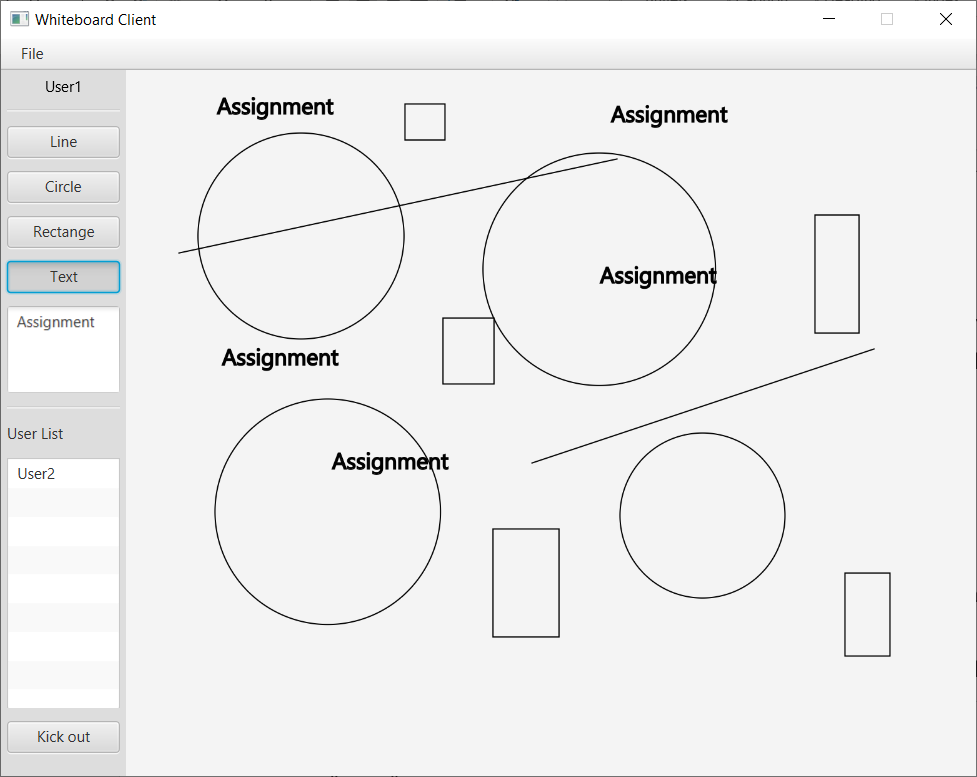 Whiteboard Client
File
User1
Line
Circle
Rectange
Text
Assignment
User List
User2
Kick out
Assignment
Assignment
Assignment
Assignment
Assignment